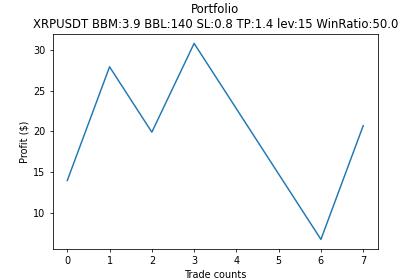 Portfolio
XRPUSDT BBM:3.9 BBL:140 SL:0.8 TP:1.4 lev:15 WinRatio:50.0
30
25
20
15
10
Profit ($)
0 1 2 3 4 5 6 7
Trade counts